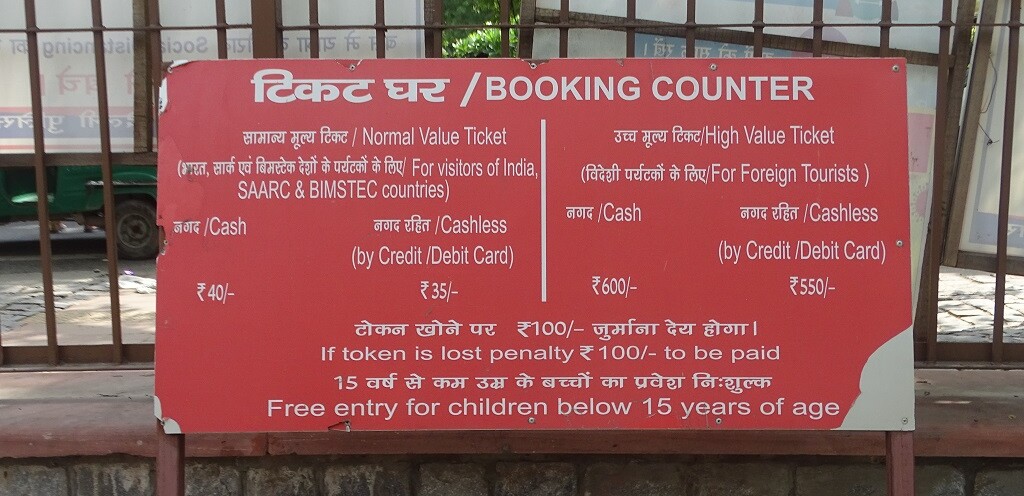 टिकट घर /BOOKING COUNTER
सामान्य मूल्य टिकट / Normal Value Ticket
(भारत, सार्क एवं बिमस्टेक देशों के पर्यटकों के लिए/ For visitors of India,
SAARC & BIMSTEC countries)
नगद /Cash
नगद रहित /Cashless
(by Credit /Debit Card)
₹40/-
₹35/-
उच्च मूल्य टिकट/High Value Ticket
(विदेशी पर्यटकों के लिए/For Foreign Tourists )
नगद /Cash
नगद रहित /Cashless
(by Credit /Debit Card)
₹600/-
₹550/-
टोकन खोने पर ₹100/- जुर्माना देय होगा।
If token is lost penalty ₹100/- to be paid
15 वर्ष से कम उम्र के बच्चों का प्रवेश निःशुल्क
Free entry for children below 15 years of age